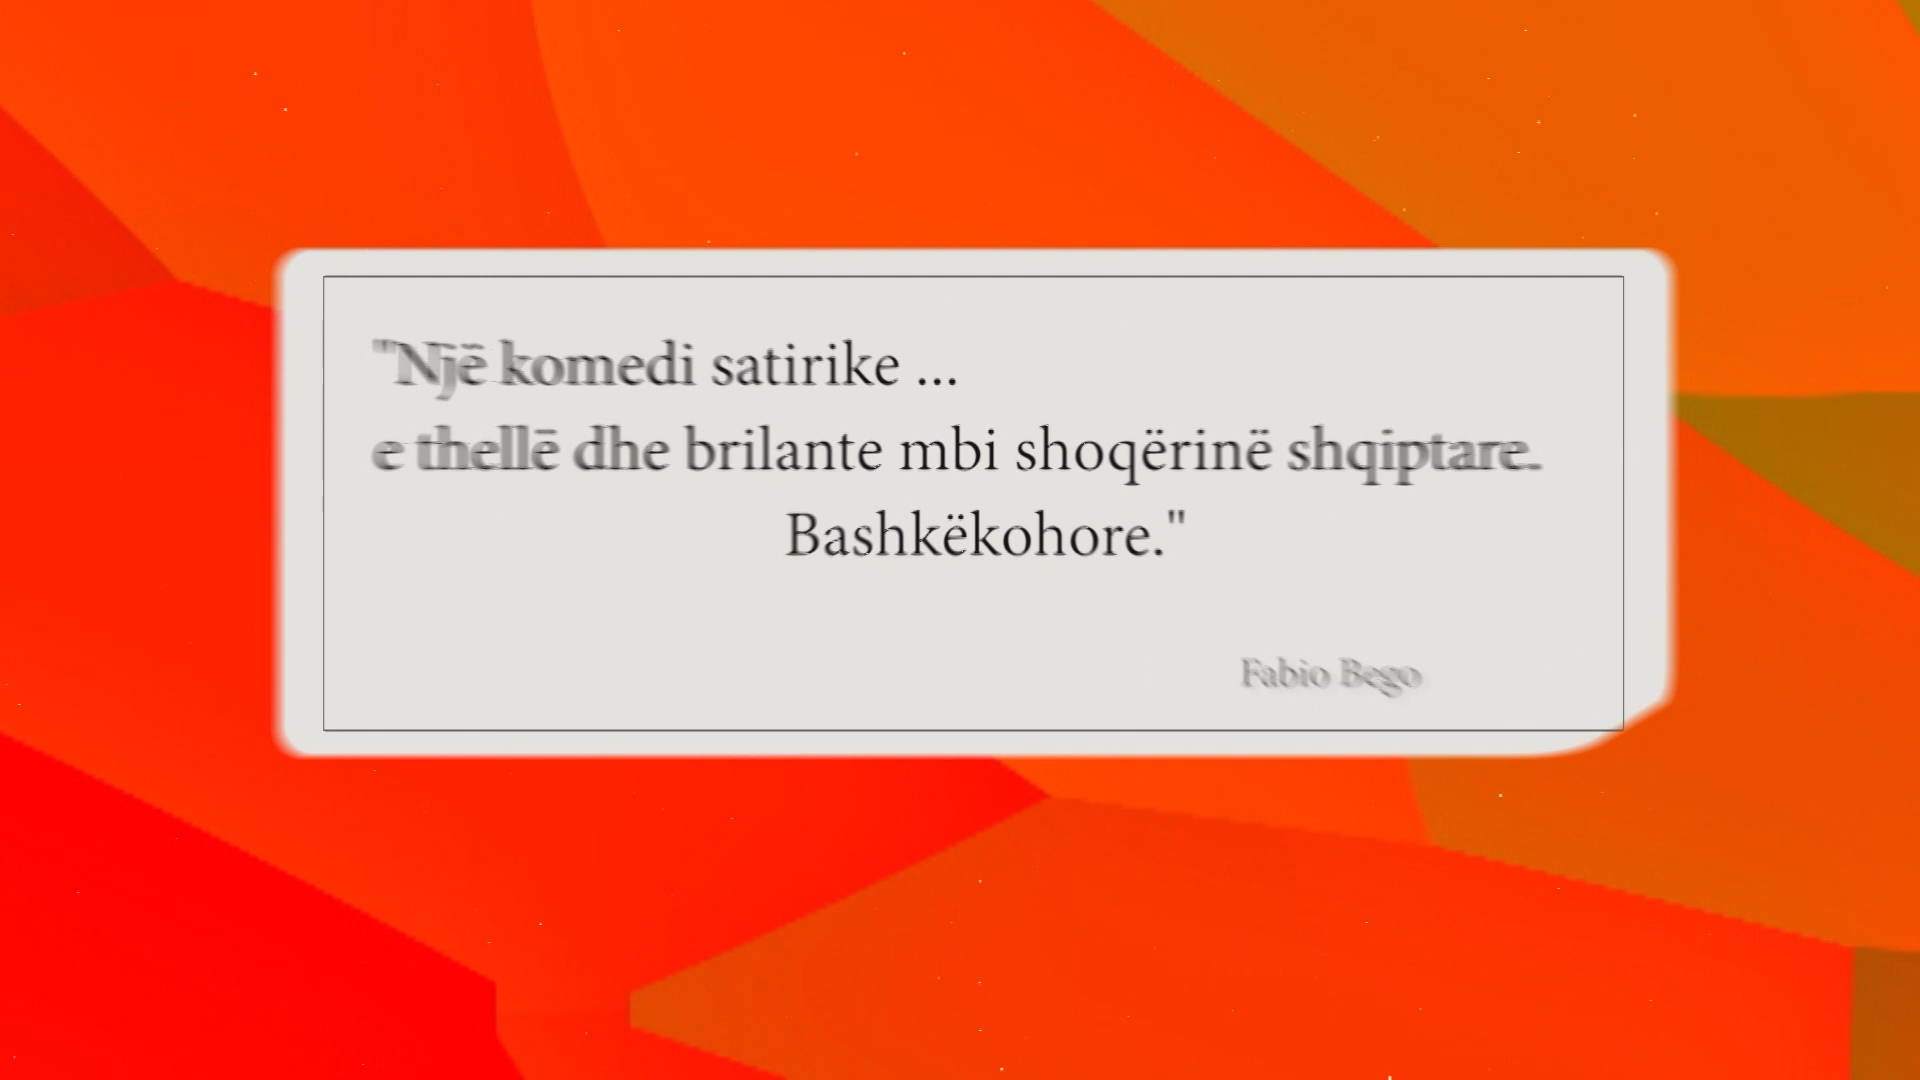 "Një komedi satirike ...
e thellë dhe brilante mbi shoqërinë shqiptare.
Bashkëkohore."
Fabio Bego